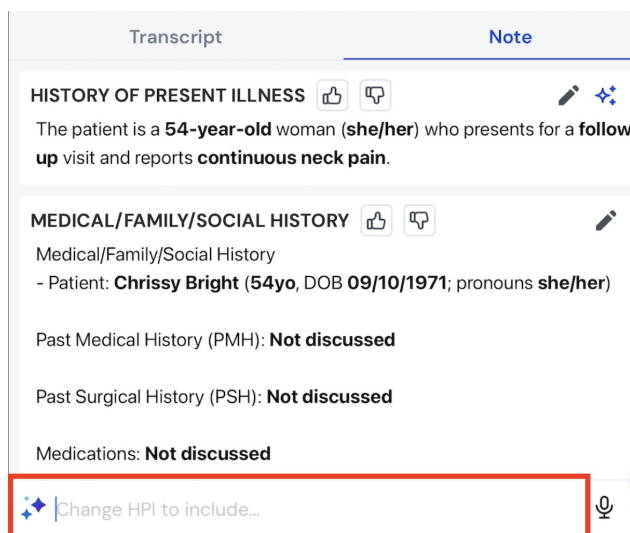 Transcript Note
HISTORY OF PRESENT ILLNESS
The patient is a 54-year-old woman (she/her) who presents for a follow
up visit and reports continuous neck pain.
MEDICAL/FAMILY/SOCIAL HISTORY
Medical/Family/Social History
- Patient: Chrissy Bright (54yo, DOB 09/10/1971; pronouns she/her)
Past Medical History (PMH): Not discussed
Past Surgical History (PSH): Not discussed
Medications: Not discussed
Change HPI to include...